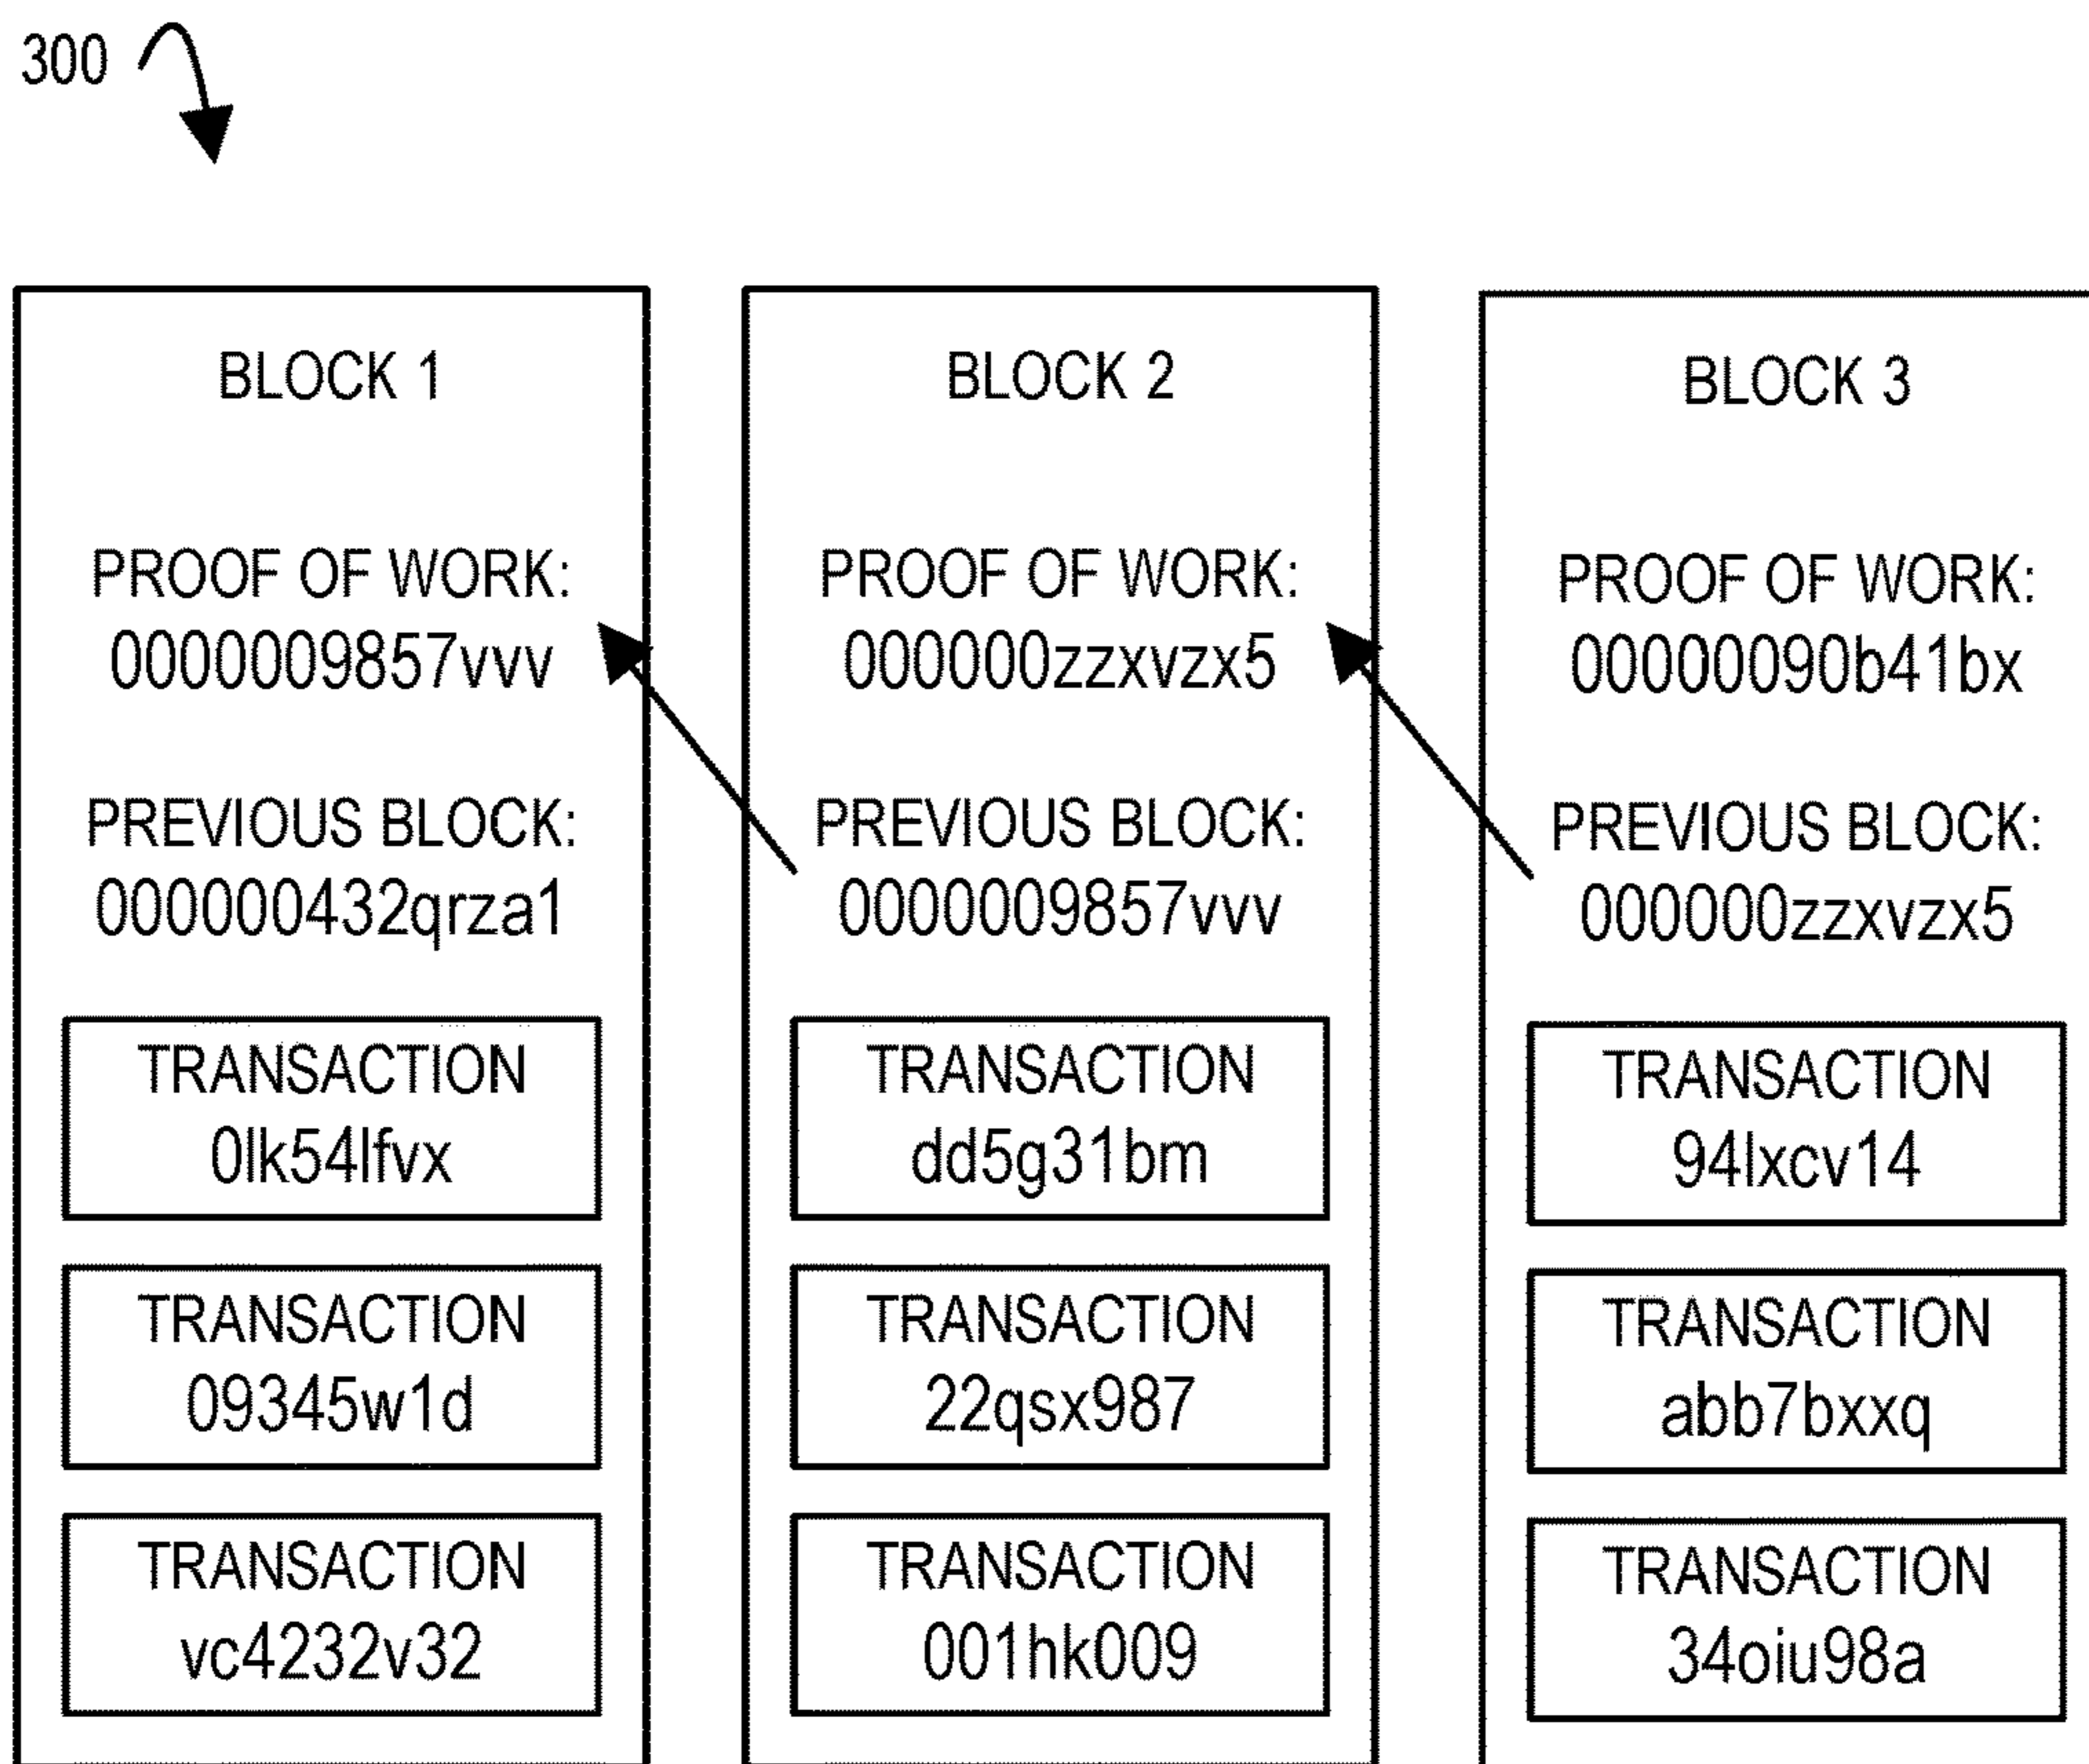 300
BLOCK 1
PROOF OF WORK:
0000009857vvv
PREVIOUS BLOCK:
000000432qrza1
TRANSACTION
0lk54lfvx
TRANSACTION
09345w1d
TRANSACTION
vc4232v32
BLOCK 2
PROOF OF WORK:
000000zzxvzx5
PREVIOUS BLOCK:
0000009857vvv
TRANSACTION
dd5g31bm
TRANSACTION
22qsx987
TRANSACTION
001hk009
BLOCK 3
PROOF OF WORK:
00000090b41bx
PREVIOUS BLOCK:
000000zzxvzx5
TRANSACTION
94lxcv14
TRANSACTION
abb7bxxq
TRANSACTION
34oiu98a